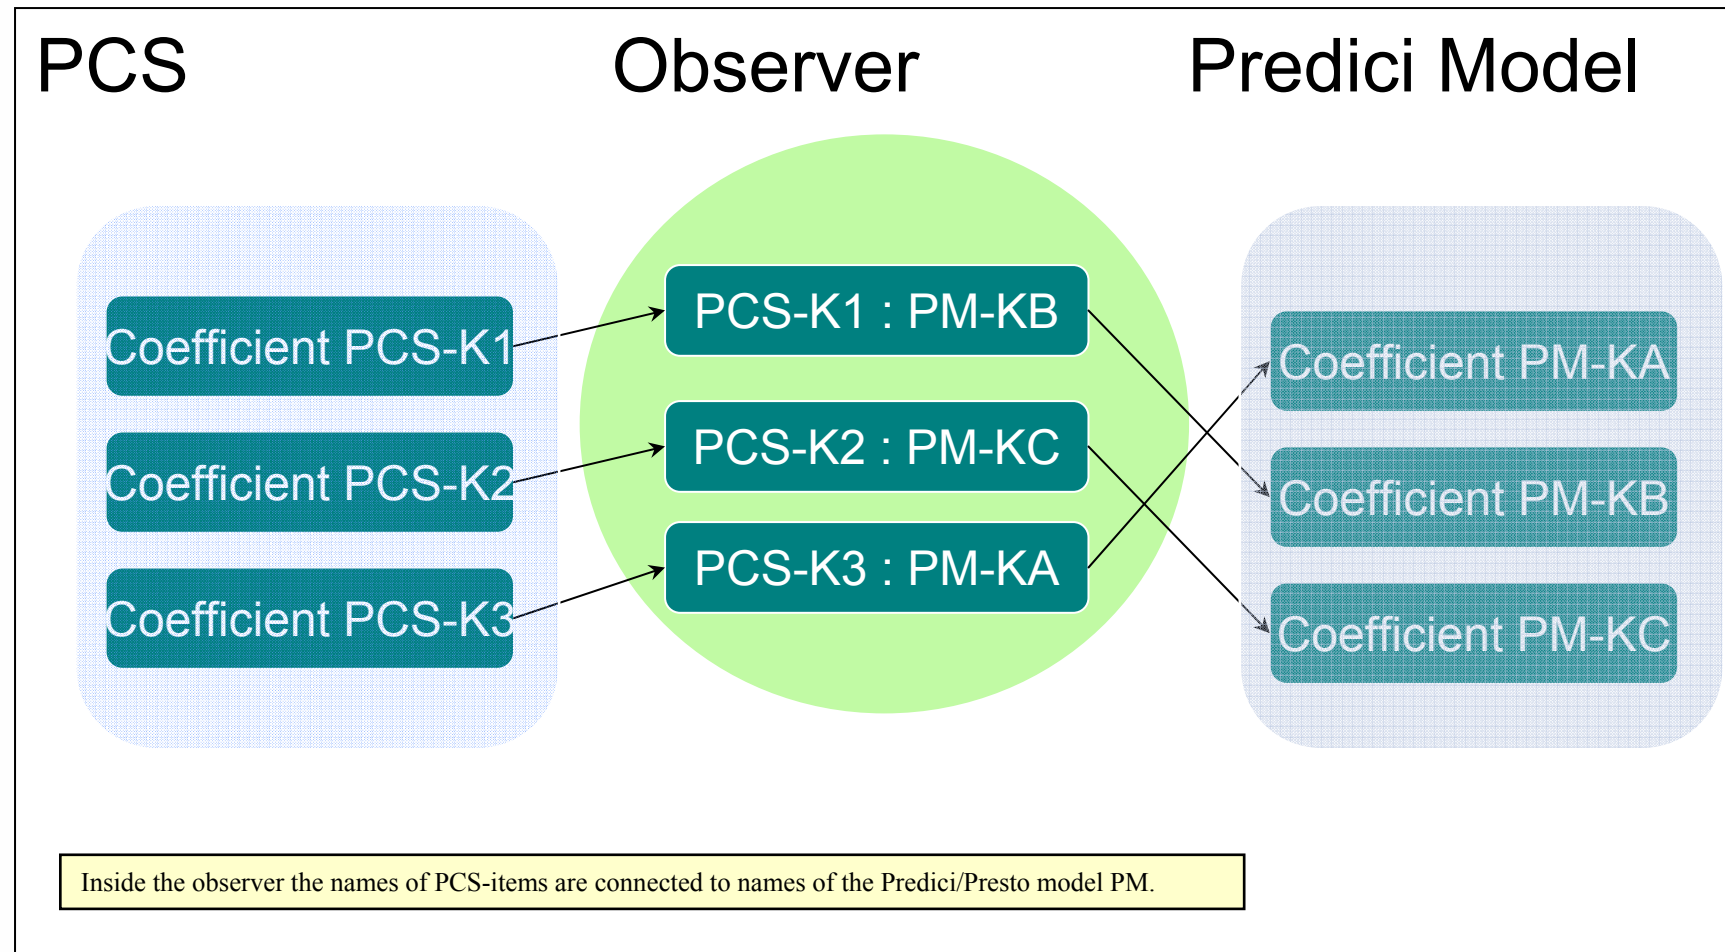 PCS
Observer
Predici Model
Coefficient PCS-K1
Coefficient PCS-K2
Coefficient PCS-K3
PCS-K1 : PM-KB
PCS-K2 : PM-KC
PCS-K3 : PM-KA
Coefficient PM-KA
Coefficient PM-KB
Coefficient PM-KC
Inside the observer the names of PCS-items are connected to names of the Predici/Presto model PM.